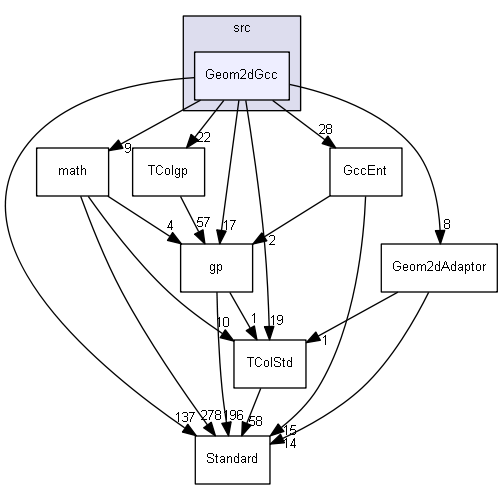 src
Geom2dGcc
9
22
28
math
TColgp
GccEnt
4
57
17
2
8
gp
Geom2dAdaptor
10
1
19
1
TColStd
137
278
196
58
15
14
Standard